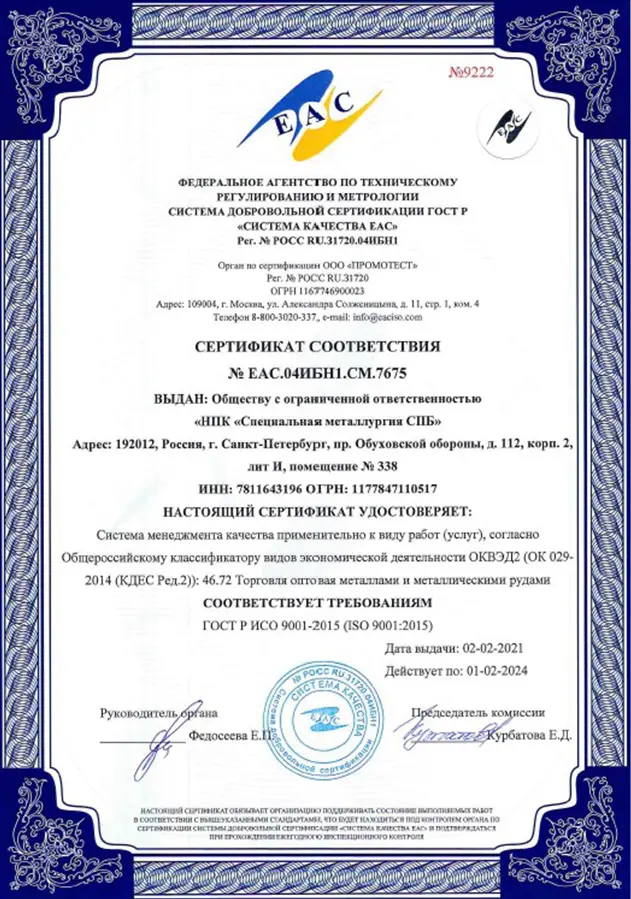 №9222
ЕАС
ЕАС
ФЕДЕРАЛЬНОЕ АГЕНТСТВО ПО ТЕХНИЧЕСКОМУ
РЕГУЛИРОВАНИЮ И МЕТРОЛОГИИ
СИСТЕМА ДОБРОВОЛЬНОЙ СЕРТИФИКАЦИИ ГОСТ Р
«СИСТЕМА КАЧЕСТВА ЕАС»
Рег. № РОСС RU.31720.04ИБН1
Орган по сертификации ООО «ПРОМОТЕСТ»
Рег. № РОСС RU.31720
ОГРН 1167746900023
Адрес: 109004, г. Москва, ул. Александра Солженицына, д. 11, стр. 1, ком. 4
Телефон 8-800-3020-337,, e-mail: info@eaciso.com
СЕРТИФИКАТ СООТВЕТСТВИЯ
№ ЕАС.04ИБН1.СМ.7675
ВЫДАН: Обществу с ограниченной ответственностью
«НПК «Специальная металлургия СПБ»
Адрес: 192012, Россия, г. Санкт-Петербург, пр. Обуховской обороны, д. 112, корп. 2,
лит И, помещение № 338
ИНН: 7811643196 ОГРН: 1177847110517
НАСТОЯЩИЙ СЕРТИФИКАТ УДОСТОВЕРЯЕТ:
Система менеджмента качества применительно к виду работ (услуг), согласно
Общероссийскому классификатору видов экономической деятельности ОКВЭД2 (ОК 029-
2014 (КДЕС Ред.2)): 46.72 Торговля оптовая металлами и металлическими рудами
СООТВЕТСТВУЕТ ТРЕБОВАНИЯМ
ГОСТ Р ИСО 9001-2015 (ISO 9001:2015)
Дата выдачи: 02-02-2021
Действует по: 01-02-2024
№ РОСС RU 31720.04ИБН1
СИСТЕМА КАЧЕСТВА
ЕАС
Система добровольной сертификации
Руководитель органа
Федосеева Е.П.
Председатель комиссии
Курбатова Е.Д.
НАСТОЯЩИЙ СЕРТИФИКАТ ОБЯЗЫВАЕТ ОРГАНИЗАЦИЮ ПОДДЕРЖИВАТЬ СОСТОЯНИЕ ВЫПОЛНЯЕМЫХ РАБОТ
В СООТВЕТСТВИИ С ВЫШЕУКАЗАННЫМИ СТАНДАРТАМИ, ЧТО БУДЕТ НАХОДИТЬСЯ ПОД КОНТРОЛЕМ ОРГАНА ПО
СЕРТИФИКАЦИИ СИСТЕМЫ ДОБРОВОЛЬНОЙ СЕРТИФИКАЦИИ «СИСТЕМА КАЧЕСТВА ЕАС» И ПОДТВЕРЖДАТЬСЯ
ПРИ ПРОХОЖДЕНИИ ЕЖЕГОДНОГО ИНСПЕКЦИОННОГО КОНТРОЛЯ